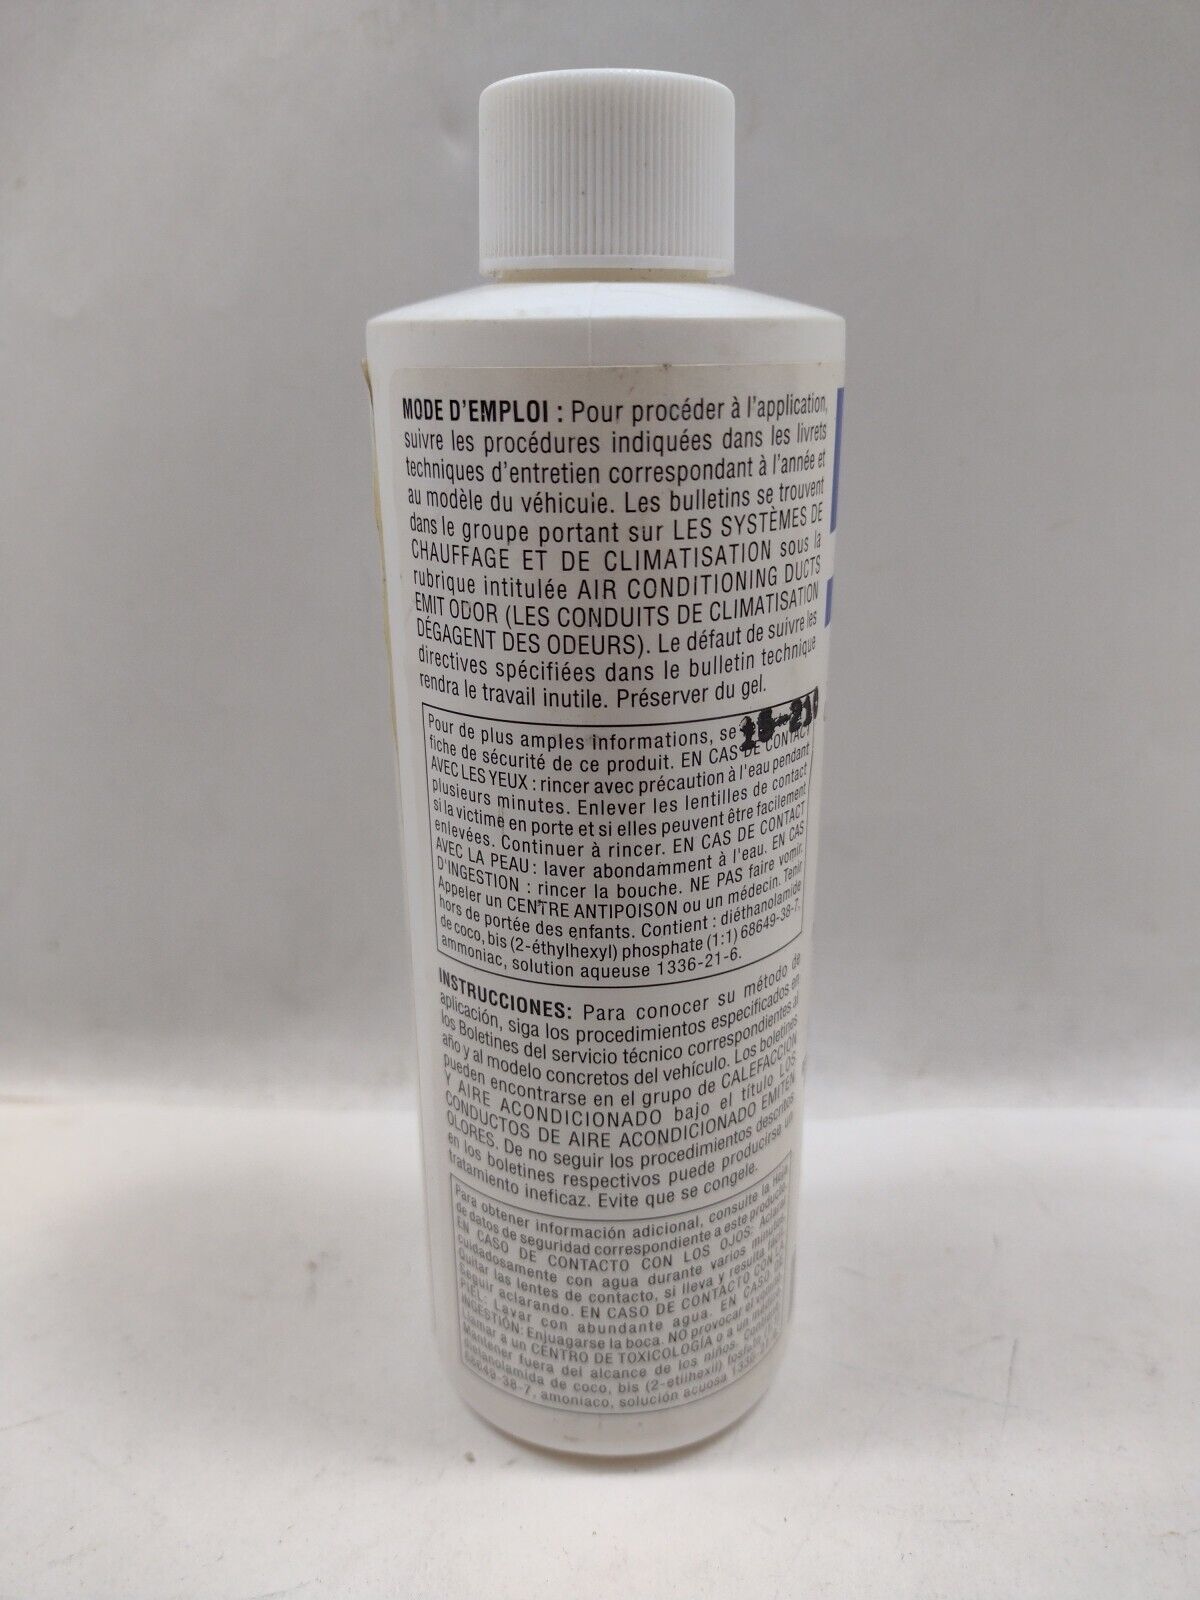 MODE D'EMPLOI : Pour procéder à l'application,
suivre les procédures indiquées dans les livrets
techniques d'entretien correspondant à l'année et
au modèle du véhicuie. Les bulletins se trouvent
dans le groupe portant sur LES SYSTÈMES DE
CHAUFFAGE ET DE CLIMATISATION sous la
rubrique intitulée AIR CONDITIONING DUCTS
EMIT ODOR (LES CONDUITS DE CLIMATISATION
DÉGAGENT DES ODEURS). Le défaut de suivre les
directives spécifiées dans le bulletin technique
rendra le travail inutile. Préserver du gel.
Pour de plus amples informations, se
fiche de sécurité de ce produit. EN CAS DE CONTACT
AVEC LES YEUX : rincer avec précaution à l'eau pendant
plusieurs minutes. Enlever les lentilles de contact
si la victime en porte et si elles peuvent être facilement
enlevées. Continuer à rincer. EN CAS DE CONTACT
AVEC LA PEAU : laver abondamment à l'eau. EN CAS
D'INGESTION : rincer la bouche. NE PAS faire vomir.
Appeler un CENTRE ANTIPOISON ou un médecin. Tenir
hors de portée des enfants. Contient : diéthanolamide
de coco, bis (2-éthylhexyl) phosphate (1:1) 68649-38-7,
ammoniac, solution aqueuse 1336-21-6.
INSTRUCCIONES: Para conocer su método de
aplicación, siga los procedimientos especificados en
los Boletines del servicio técnico correspondientes al
año y al modelo concretos del vehículo. Los boletines
pueden encontrarse en el grupo de CALEFACCIÓN
Y AIRE ACONDICIONADO bajo el título LOS
CONDUCTOS DE AIRE ACONDICIONADO EMITEN
OLORES. De no seguir los procedimientos descritos
en los boletines respectivos puede producirse un
tratamiento ineficaz. Evite que se congele.
Para obtener información adicional, consulte la Hoja
de datos de seguridad correspondiente a este producto.
EN CASO DE CONTACTO CON LOS OJOS: Aclarar
cuidadosamente con agua durante varios minutos.
Quitar las lentes de contacto, si lleva y resulta fácil.
Seguir aclarando. EN CASO DE CONTACTO CON LA
PIEL: Lavar con abundante agua. EN CASO DE
INGESTIÓN: Enjuagarse la boca. NO provocar el vómito.
Llamar a un CENTRO DE TOXICOLOGÍA o a un médico.
Mantener fuera del alcance de los niños. Contiene:
dietanolamida de coco, bis (2-etilhexil) fosfato
68649-38-7, amoniaco, solución acuosa 1336-21-6.